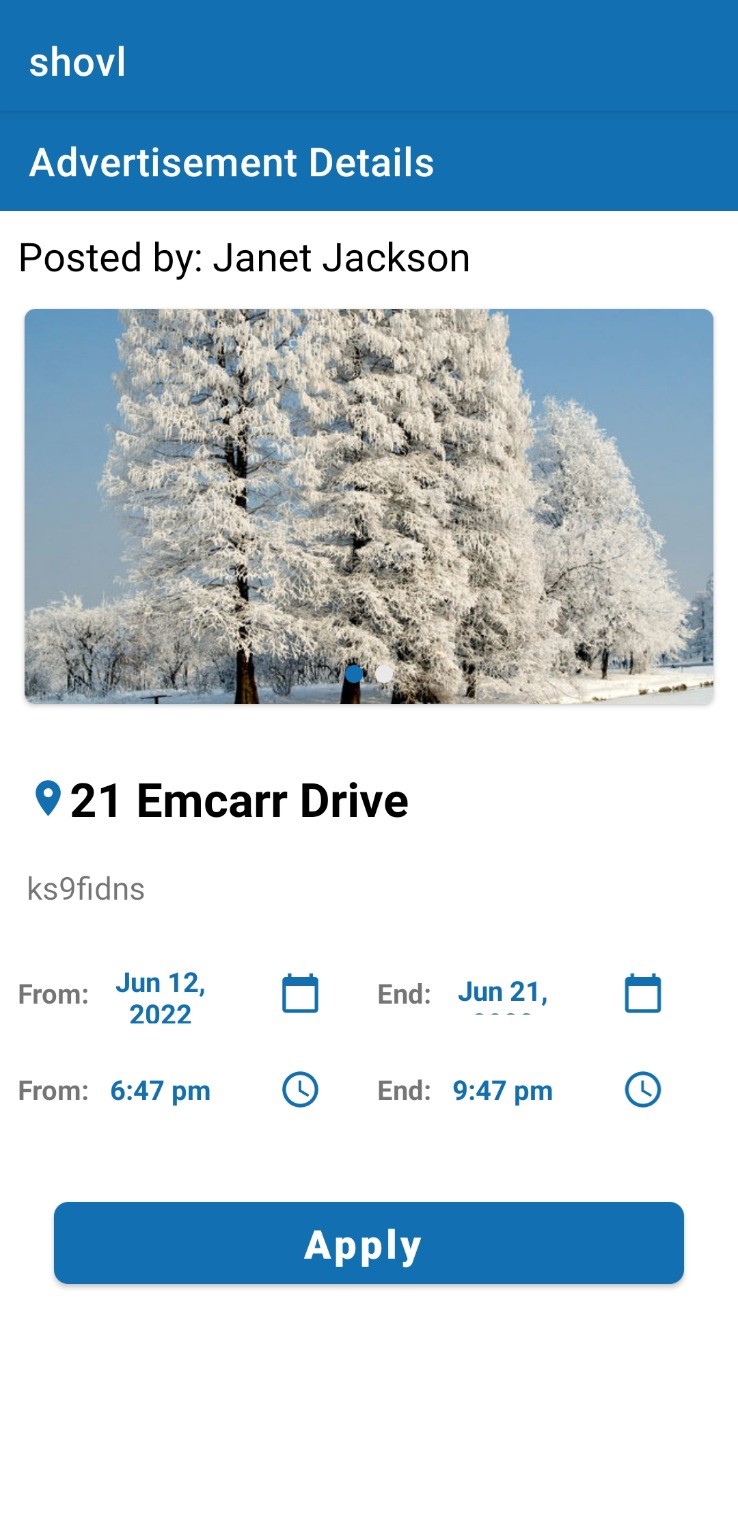 shovl
Advertisement Details
Posted by: Janet Jackson
21 Emcarr Drive
ks9fidns
From: Jun 12, 2022 End: Jun 21,
From: 6:47 pm End: 9:47 pm
Apply